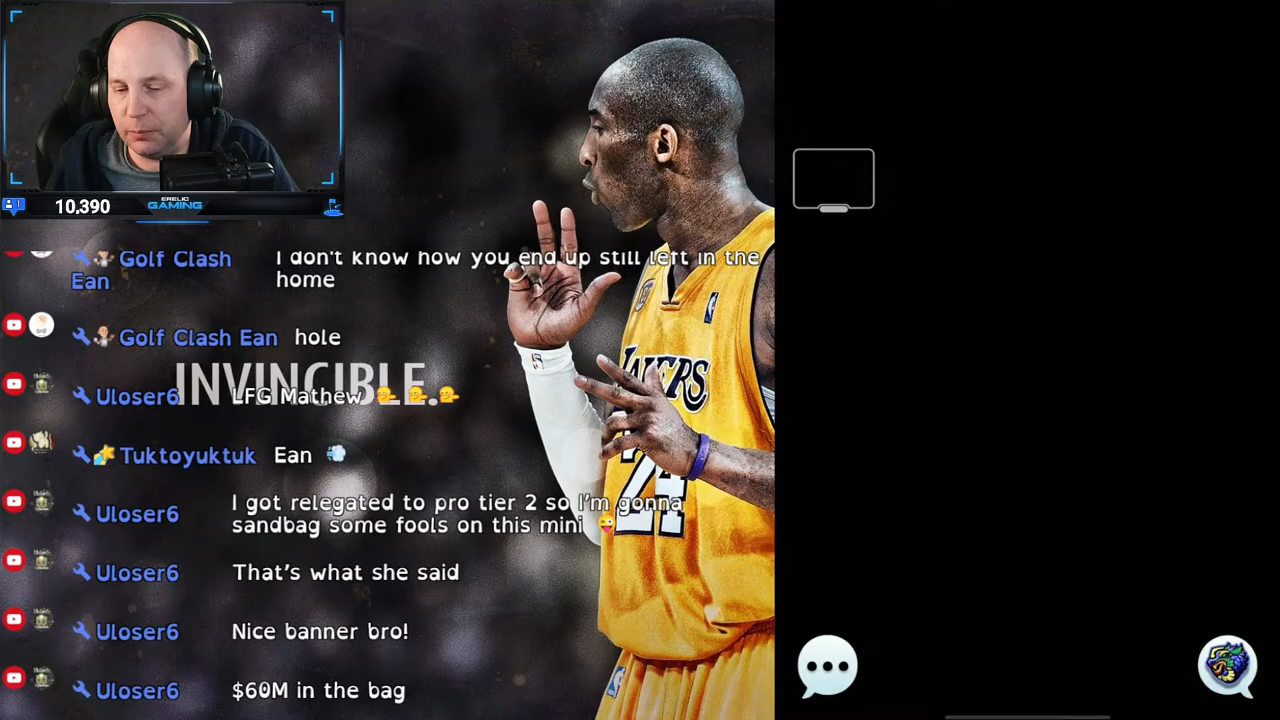 10,390
ERELIC
GAMING
Golf Clash Ean I don't know how you end up still left in the
home
Golf Clash Ean hole
INVINCIBLE.
Uloser6 LFG Mathew
Tuktoyuktuk Ean
Uloser6 I got relegated to pro tier 2 so I'm gonna
sandbag some fools on this mini
Uloser6 That's what she said
Uloser6 Nice banner bro!
Uloser6 $60M in the bag
LAKERS
24